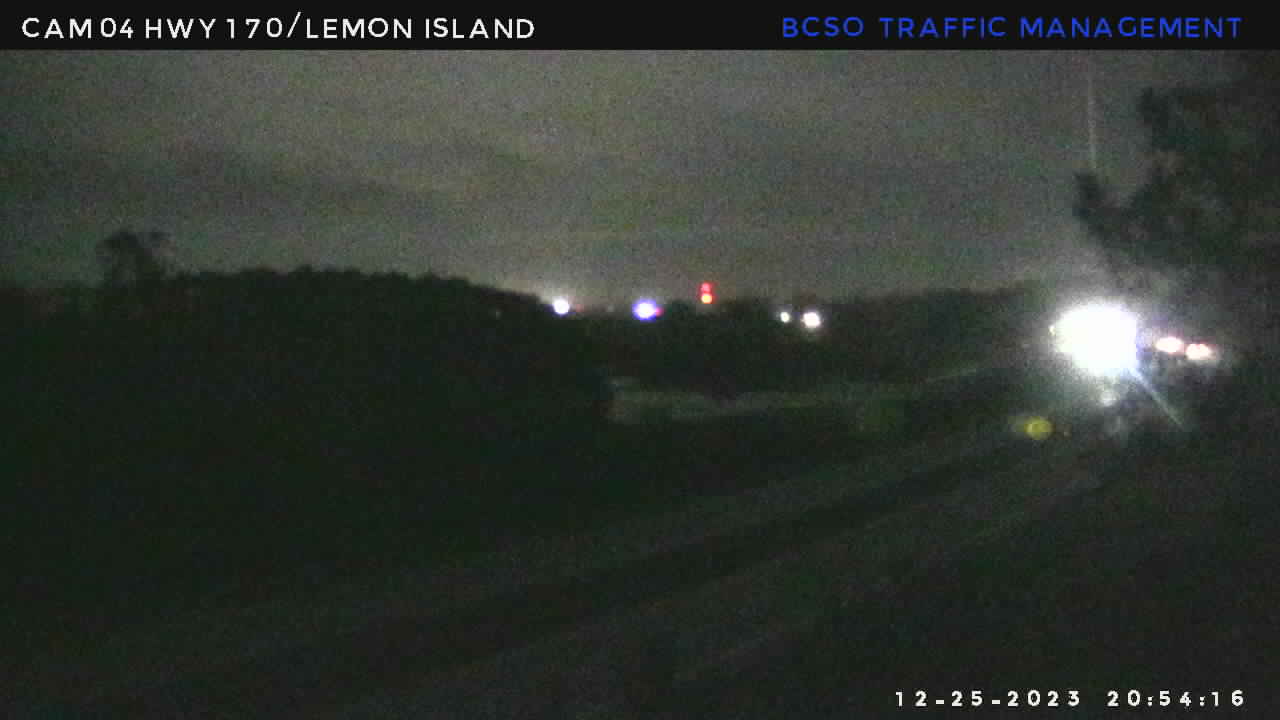 CAM04 HWY 170/LEMON ISLAND
BCSO TRAFFIC MANAGEMENT
12-25-2023 20:54:16